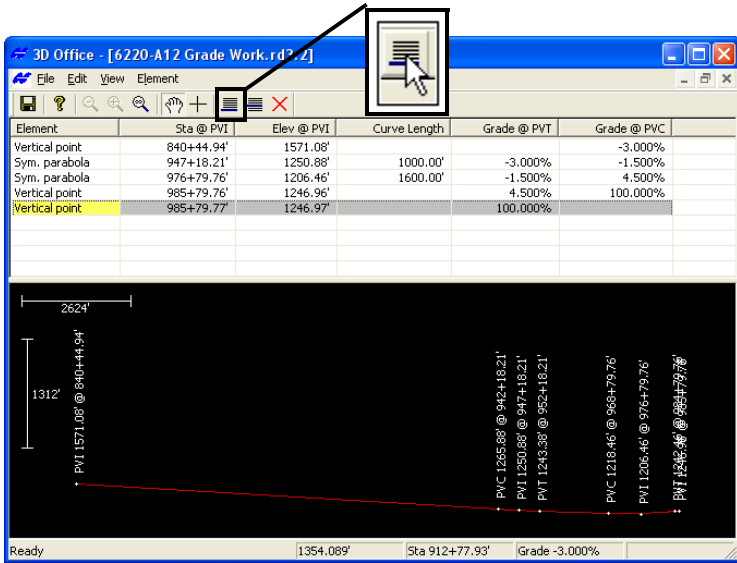 3D Office - [6220-A12 Grade Work.rd3:2]
File Edit View Element
Element Sta @ PVI Elev @ PVI Curve Length Grade @ PVT Grade @ PVC
Vertical point 840+44.94' 1571.08' -3.000%
Sym. parabola 947+18.21' 1250.88' 1000.00' -3.000% -1.500%
Sym. parabola 976+79.76' 1206.46' 1600.00' -1.500% 4.500%
Vertical point 985+79.76' 1246.96' 4.500% 100.000%
Vertical point 985+79.77' 1246.97' 100.000%
2624'
1312'
PVI 1571.08' @ 840+44.94'
PVC 1265.88' @ 942+18.21'
PVI 1250.88' @ 947+18.21'
PVT 1243.38' @ 952+18.21'
PVC 1218.46' @ 968+79.76'
PVI 1206.46' @ 976+79.76'
Ready 1354.089' Sta 912+77.93' Grade -3.000%